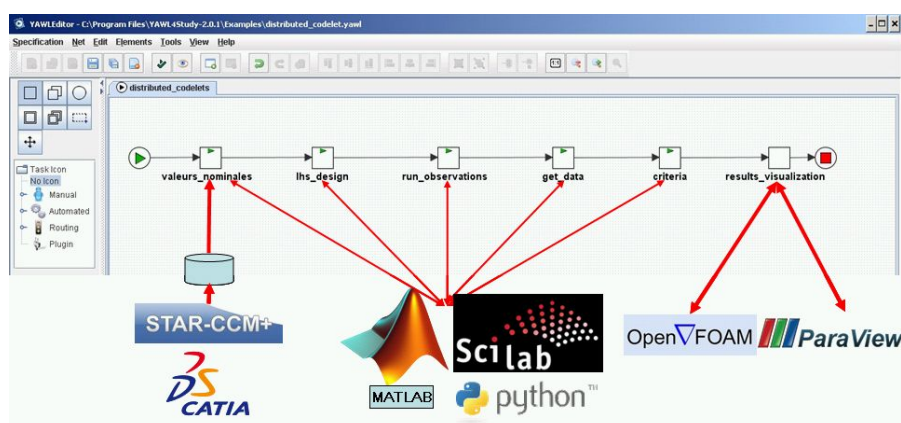 YAWLEditor - C:\Program Files\YAWL4Study-2.0.1\Examples\distributed_codelet.yawl
Specification Net Edit Elements Tools View Help
distributed_codelets
Task Icon
No Icon
Manual
Automated
Routing
Plugin
valeurs_nominales lhs_design run_observations get_data criteria results_visualization
STAR-CCM+
DS
CATIA
MATLAB
Scilab
python™
OpenFOAM
ParaView